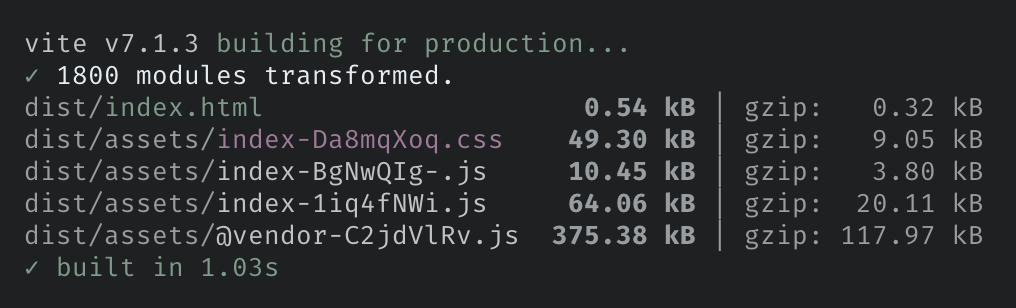 vite v7.1.3 building for production...
✓ 1800 modules transformed.
dist/index.html                  0.54 kB │ gzip:   0.32 kB
dist/assets/index-Da8mqXoq.css   49.30 kB │ gzip:   9.05 kB
dist/assets/index-BgNwQIg-.js    10.45 kB │ gzip:   3.80 kB
dist/assets/index-1iq4fNWi.js    64.06 kB │ gzip:  20.11 kB
dist/assets/@vendor-C2jdVlRv.js  375.38 kB │ gzip: 117.97 kB
✓ built in 1.03s